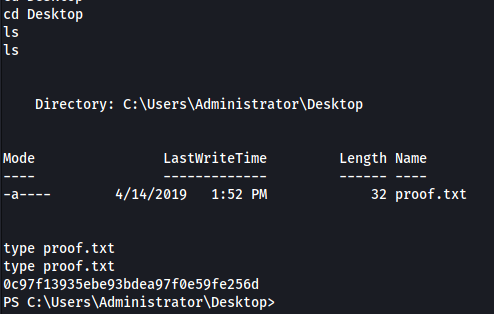 cd Desktop
cd Desktop
ls
ls
Directory: C:\Users\Administrator\Desktop
Mode LastWriteTime Length Name
---- ------------- ------ ----
-a---- 4/14/2019 1:52 PM 32 proof.txt
type proof.txt
type proof.txt
0c97f13935ebe93bdea97f0e59fe256d
PS C:\Users\Administrator\Desktop>